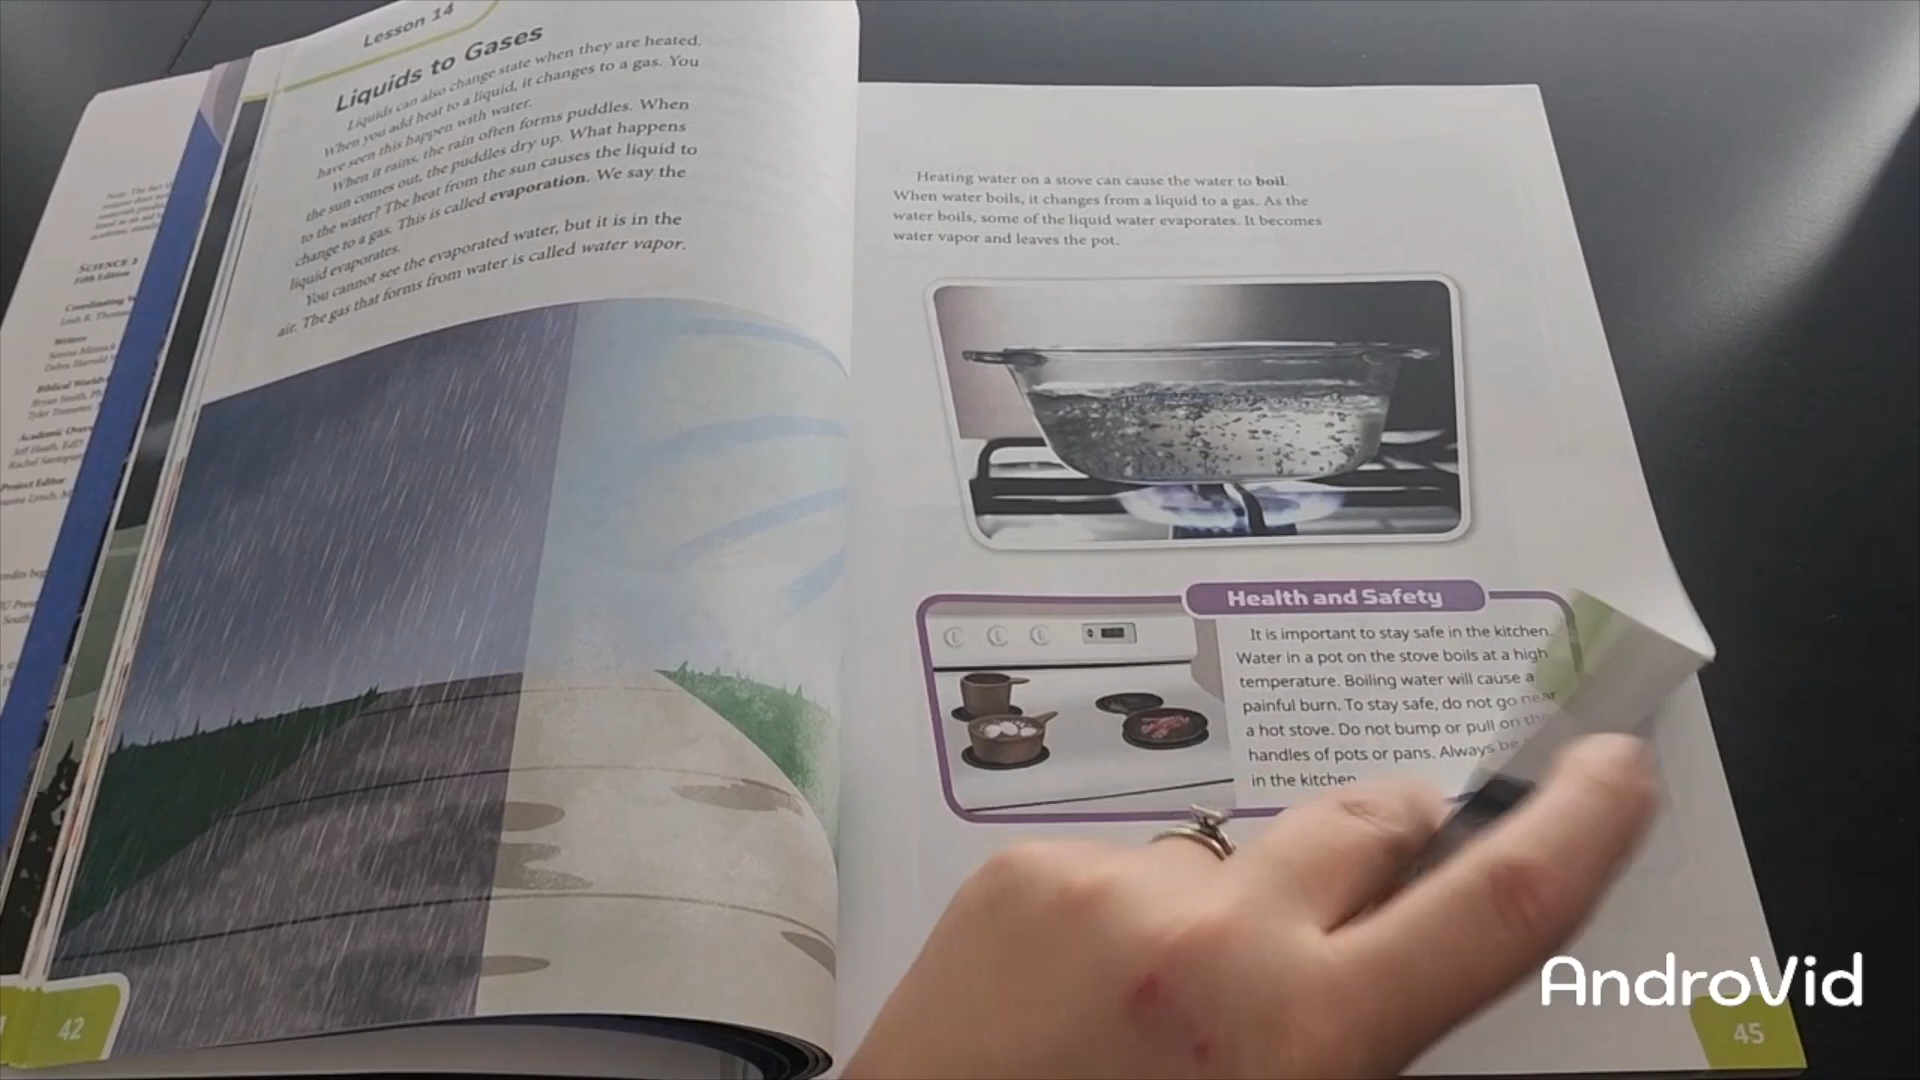 Lesson 14
Liquids to Gases
Liquids can also change state when they are heated.
When you add heat to a liquid, it changes to a gas. You
have seen this happen with water.
When it rains, the rain often forms puddles. When
the sun comes out, the puddles dry up. What happens
to the water? The heat from the sun causes the liquid to
change to a gas. This is called evaporation. We say the
liquid evaporates.
You cannot see the evaporated water, but it is in the
air. The gas that forms from water is called water vapor.
42
Heating water on a stove can cause the water to boil.
When water boils, it changes from a liquid to a gas. As the
water boils, some of the liquid water evaporates. It becomes
water vapor and leaves the pot.
Health and Safety
It is important to stay safe in the kitchen.
Water in a pot on the stove boils at a high
temperature. Boiling water will cause a
painful burn. To stay safe, do not go near
a hot stove. Do not bump or pull on the
handles of pots or pans. Always be
in the kitchen
45
SCIENCE
Fifth Edition
Coordinating
Writers
Biblical
Academic
Project Editor
AndroVid